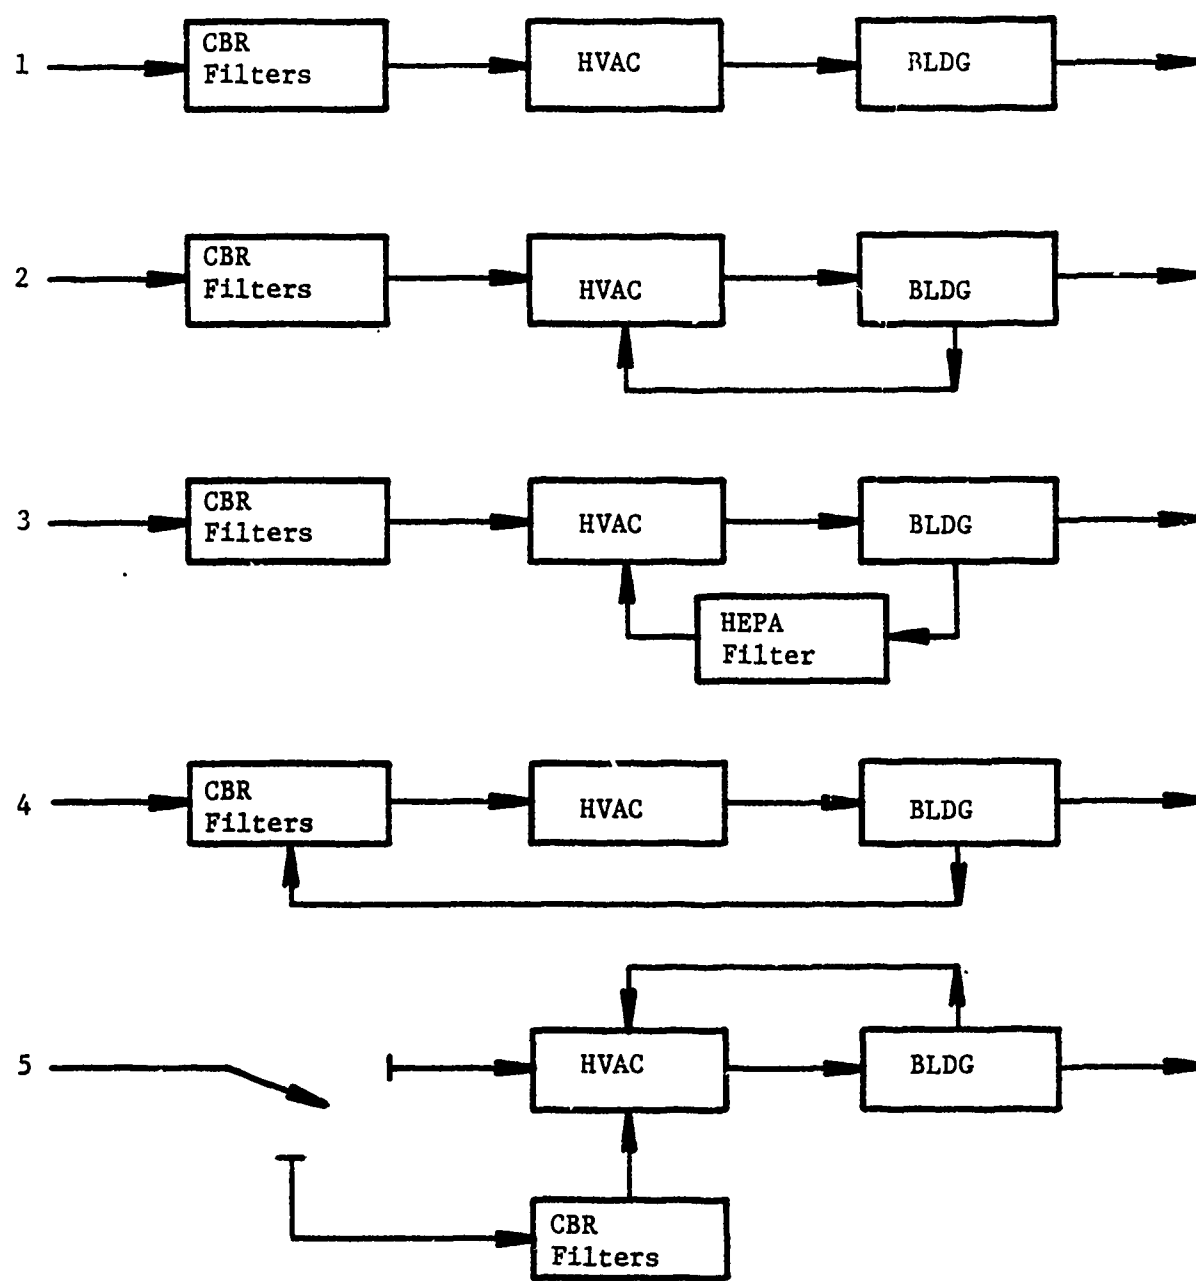 1
CBR
Filters
HVAC
BLDG
2
CBR
Filters
HVAC
BLDG
3
CBR
Filters
HVAC
BLDG
HEPA
Filter
4
CBR
Filters
HVAC
BLDG
5
HVAC
BLDG
CBR
Filters